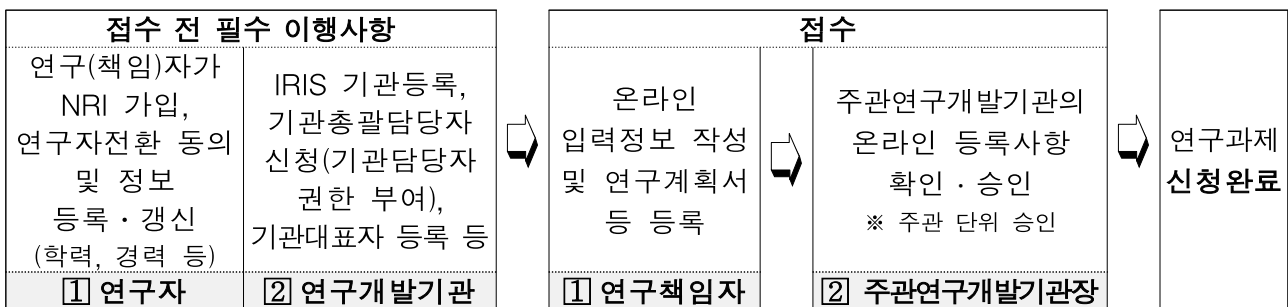 접수 전 필수 이행사항
연구(책임)자가
NRI 가입,
연구자전환 동의
및 정보
등록·갱신
(학력, 경력 등)
1 연구자
IRIS 기관등록,
기관총괄담당자
신청(기관담당자
권한 부여),
기관대표자 등록 등
2 연구개발기관
접수
온라인
입력정보 작성
및 연구계획서
등 등록
1 연구책임자
주관연구개발기관의
온라인 등록사항
확인·승인
※ 주관 단위 승인
2 주관연구개발기관장
연구과제
신청완료